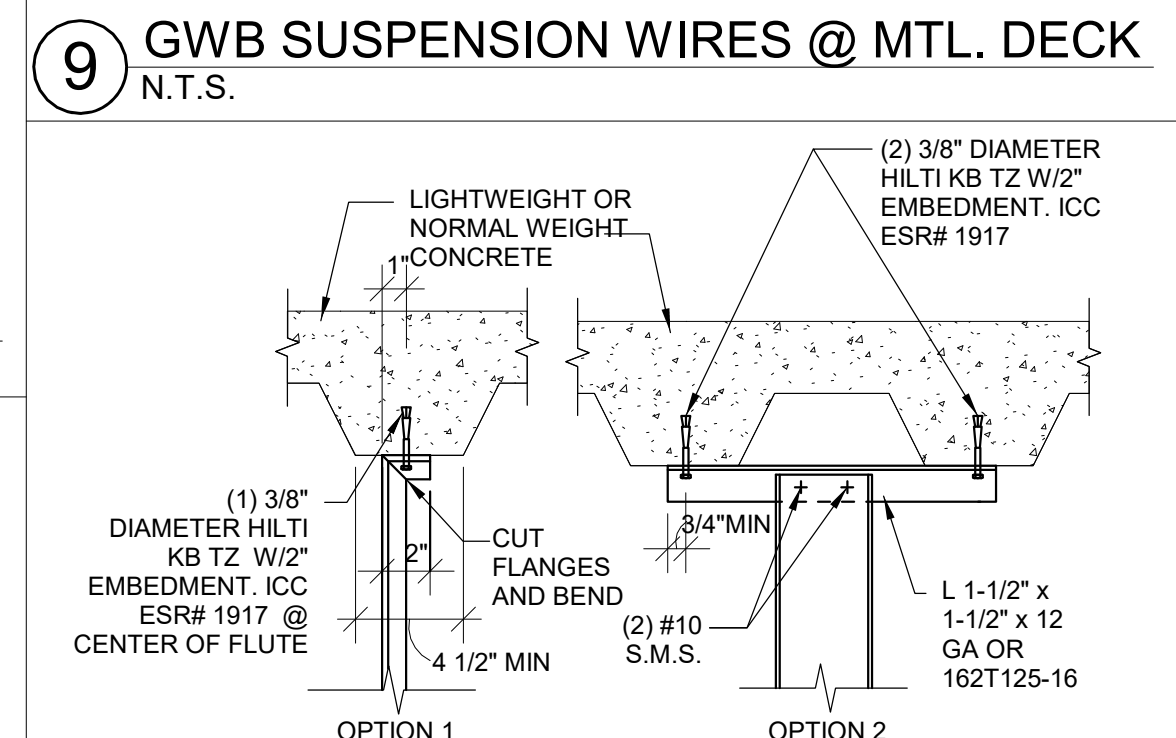 9
GWB SUSPENSION WIRES @ MTL. DECK
N.T.S.
LIGHTWEIGHT OR
NORMAL WEIGHT
CONCRETE
1"
(2) 3/8" DIAMETER
HILTI KB TZ W/2"
EMBEDMENT. ICC
ESR# 1917
(1) 3/8"
DIAMETER HILTI
KB TZ W/2"
EMBEDMENT. ICC
ESR# 1917 @
CENTER OF FLUTE
2"
CUT
FLANGES
AND BEND
4 1/2" MIN
3/4"MIN
(2) #10
S.M.S.
L 1-1/2" x
1-1/2" x 12
GA OR
162T125-16
OPTION 1
OPTION 2